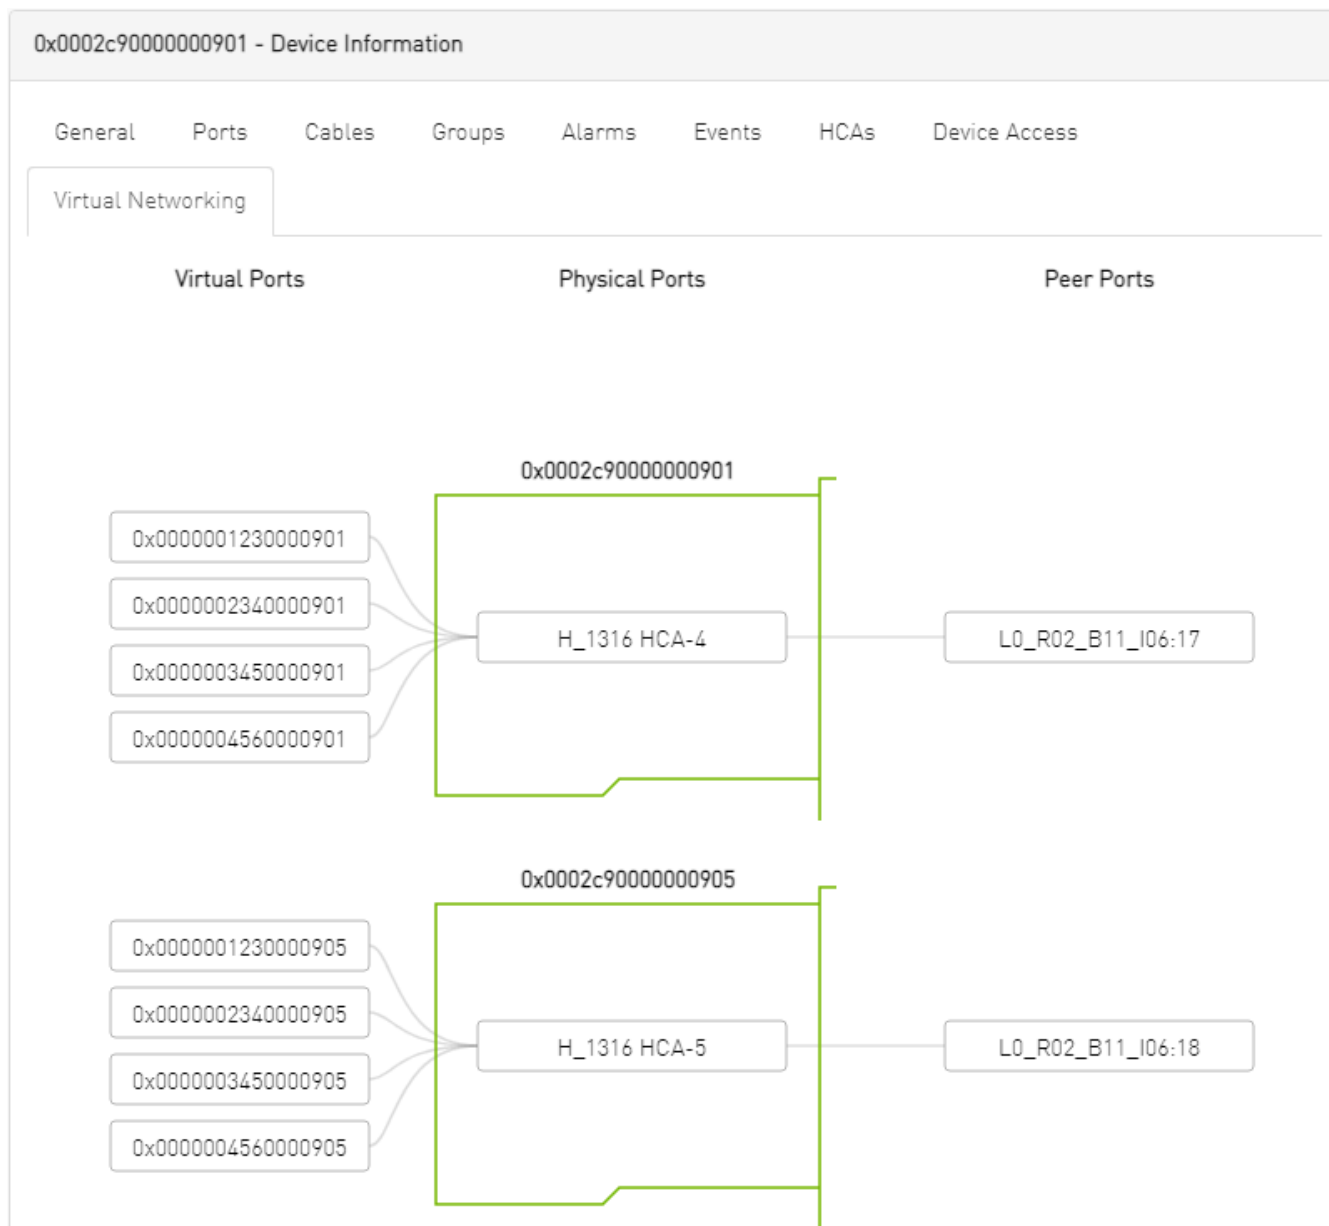 0x0002c90000000901 - Device Information
General Ports Cables Groups Alarms Events HCAs Device Access
Virtual Networking
Virtual Ports Physical Ports Peer Ports
0x0002c90000000901
0x0000001230000901
0x0000002340000901
H_1316 HCA-4 L0_R02_B11_I06:17
0x0000003450000901
0x0000004560000901
0x0002c90000000905
0x0000001230000905
0x0000002340000905
H_1316 HCA-5 L0_R02_B11_I06:18
0x0000003450000905
0x0000004560000905